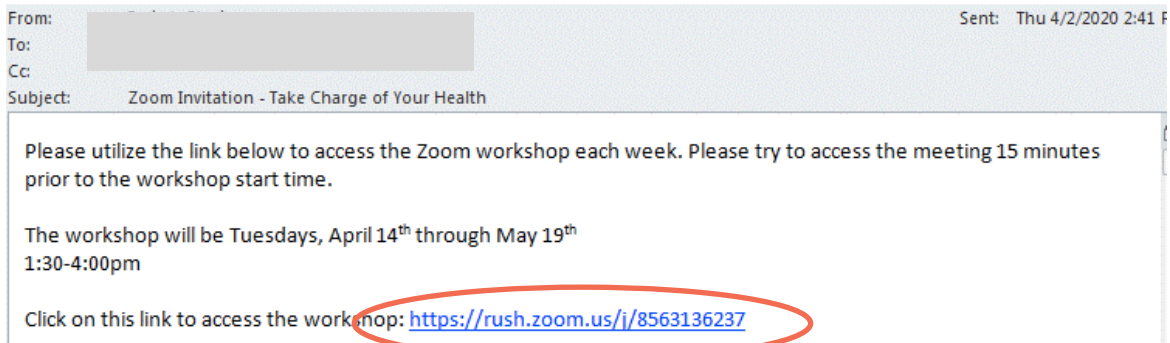 From:
Sent: Thu 4/2/2020 2:41
To:
Cc:
Subject: Zoom Invitation - Take Charge of Your Health
Please utilize the link below to access the Zoom workshop each week. Please try to access the meeting 15 minutes
prior to the workshop start time.
The workshop will be Tuesdays, April 14th through May 19th
1:30-4:00pm
Click on this link to access the workshop: https://rush.zoom.us/j/8563136237